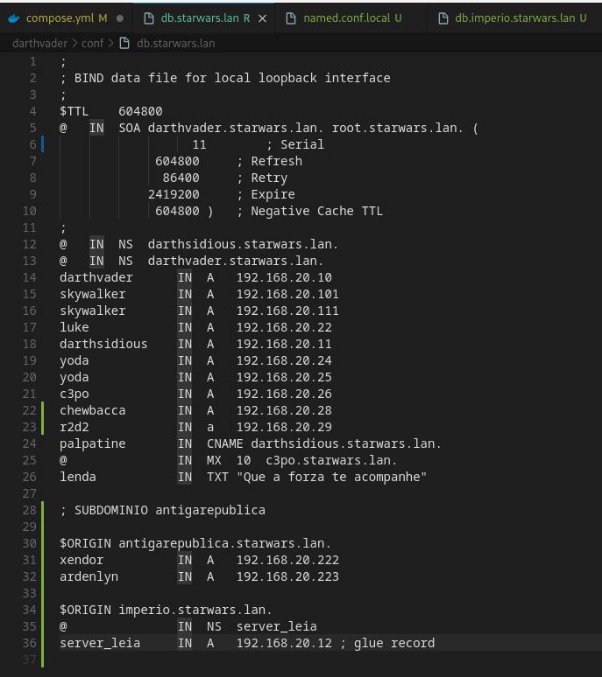 compose.yml M ●
db.starwars.lan R ×
named.conf.local U
db.imperio.starwars.lan U
darthvader > conf > db.starwars.lan
1 ;
2 ; BIND data file for local loopback interface
3 ;
4 $TTL 604800
5 @ IN SOA darthvader.starwars.lan. root.starwars.lan. (
6 11 ; Serial
7 604800 ; Refresh
8 86400 ; Retry
9 2419200 ; Expire
10 604800 ) ; Negative Cache TTL
11 ;
12 @ IN NS darthsidious.starwars.lan.
13 @ IN NS darthvader.starwars.lan.
14 darthvader IN A 192.168.20.10
15 skywalker IN A 192.168.20.101
16 skywalker IN A 192.168.20.111
17 luke IN A 192.168.20.22
18 darthsidious IN A 192.168.20.11
19 yoda IN A 192.168.20.24
20 yoda IN A 192.168.20.25
21 c3po IN A 192.168.20.26
22 chewbacca IN A 192.168.20.28
23 r2d2 IN a 192.168.20.29
24 palpatine IN CNAME darthsidious.starwars.lan.
25 @ IN MX 10 c3po.starwars.lan.
26 lenda IN TXT "Que a forza te acompanhe"
27
28 ; SUBDOMINIO antigarepublica
29
30 $ORIGIN antigarepublica.starwars.lan.
31 xendor IN A 192.168.20.222
32 ardenlyn IN A 192.168.20.223
33
34 $ORIGIN imperio.starwars.lan.
35 @ IN NS server_leia
36 server_leia IN A 192.168.20.12 ; glue record
37